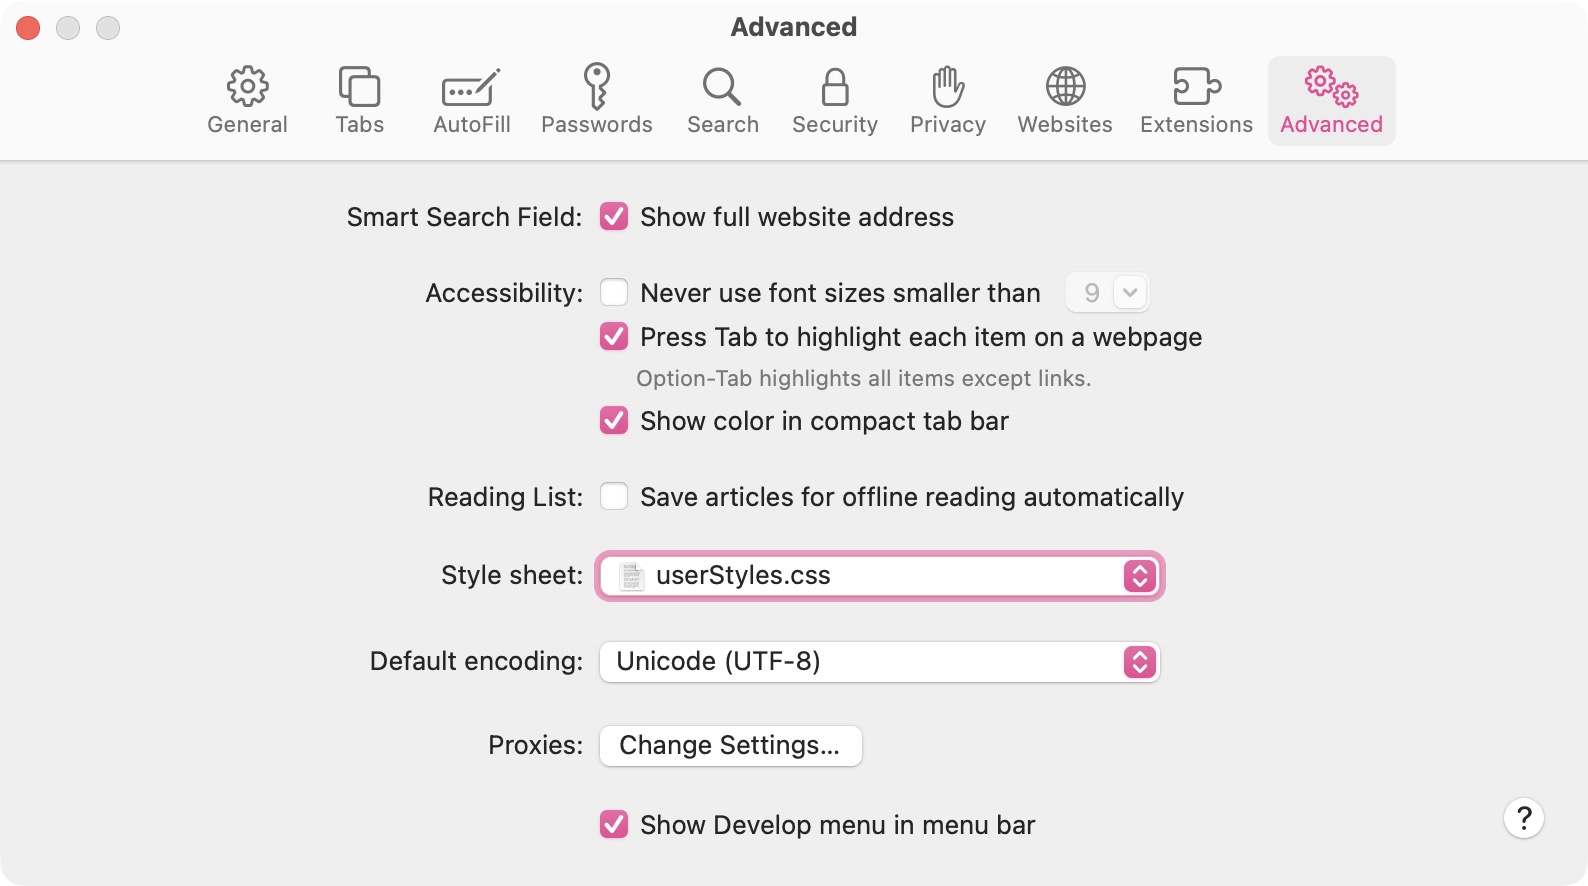 Advanced
General Tabs AutoFill Passwords Search Security Privacy Websites Extensions Advanced
Smart Search Field: Show full website address
Accessibility: Never use font sizes smaller than 9
Press Tab to highlight each item on a webpage
Option-Tab highlights all items except links.
Show color in compact tab bar
Reading List: Save articles for offline reading automatically
Style sheet: userStyles.css
Default encoding: Unicode (UTF-8)
Proxies: Change Settings...
Show Develop menu in menu bar
?